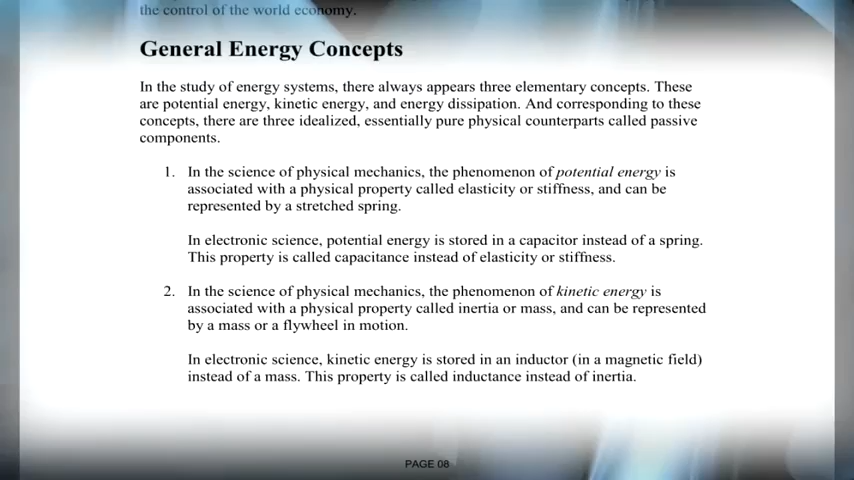 the control of the world economy.
General Energy Concepts
In the study of energy systems, there always appears three elementary concepts. These
are potential energy, kinetic energy, and energy dissipation. And corresponding to these
concepts, there are three idealized, essentially pure physical counterparts called passive
components.
1. In the science of physical mechanics, the phenomenon of potential energy is
associated with a physical property called elasticity or stiffness, and can be
represented by a stretched spring.
In electronic science, potential energy is stored in a capacitor instead of a spring.
This property is called capacitance instead of elasticity or stiffness.
2. In the science of physical mechanics, the phenomenon of kinetic energy is
associated with a physical property called inertia or mass, and can be represented
by a mass or a flywheel in motion.
In electronic science, kinetic energy is stored in an inductor (in a magnetic field)
instead of a mass. This property is called inductance instead of inertia.
PAGE 08